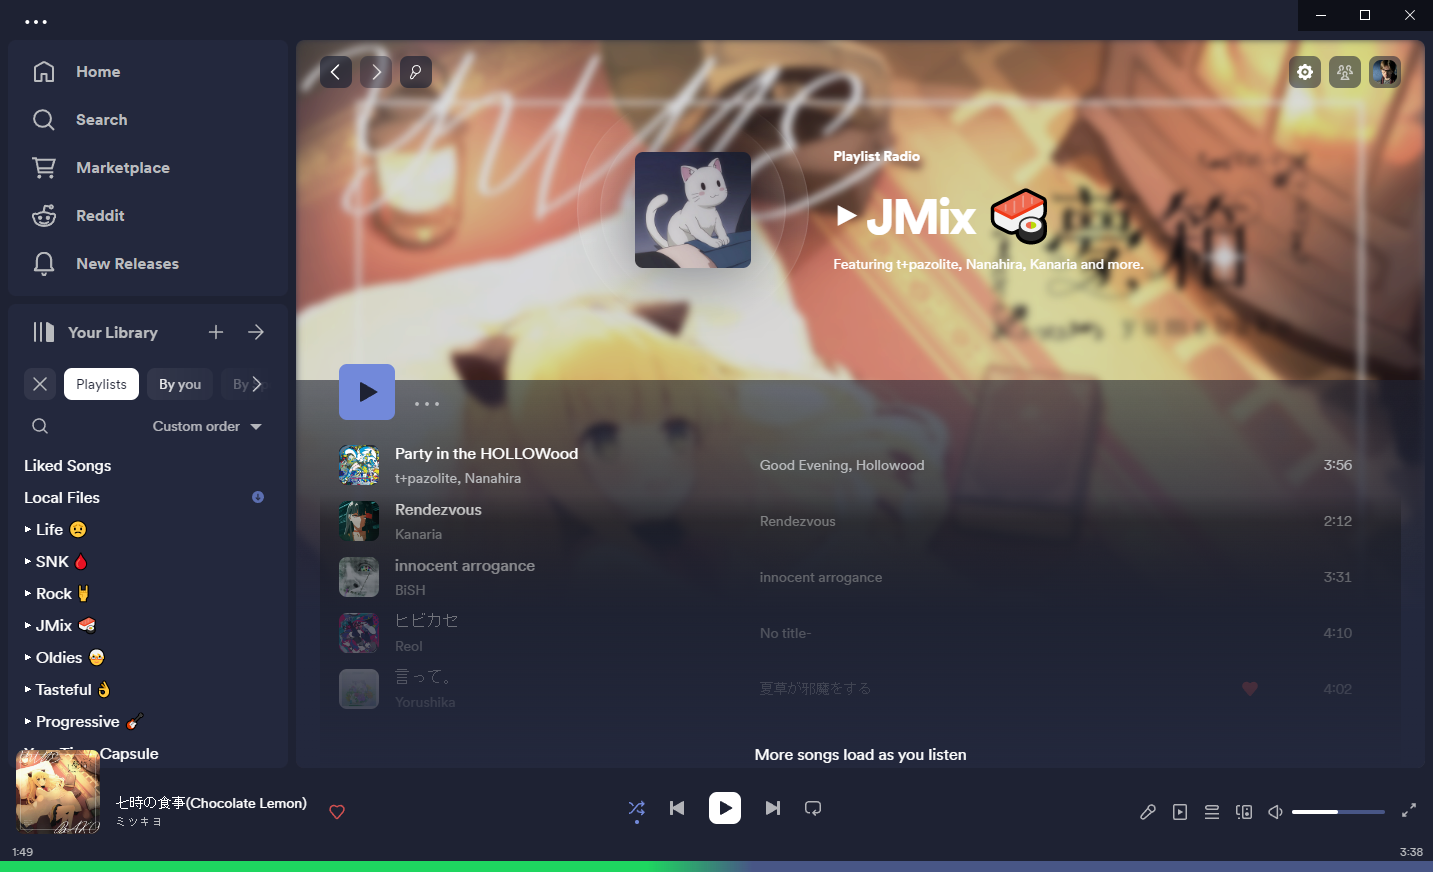 Home
Search
Marketplace
Reddit
New Releases
Your Library
Playlists
By you
By
Custom order
Liked Songs
Local Files
Life 😟
SNK 🩸
Rock 🤘
JMix 🍣
Oldies 👵
Tasteful 👌
Progressive 🎸
Capsule
Playlist Radio
JMix 🍣
Featuring t+pazolite, Nanahira, Kanaria and more.
Party in the HOLLOWood
t+pazolite, Nanahira
Good Evening, Hollowood
3:56
Rendezvous
Kanaria
Rendezvous
2:12
innocent arrogance
BiSH
innocent arrogance
3:31
ヒビカセ
Reol
No title-
4:10
言って。
Yorushika
夏草が邪魔をする
4:02
More songs load as you listen
七時の食事(Chocolate Lemon)
ミツキヨ
1:49
3:38